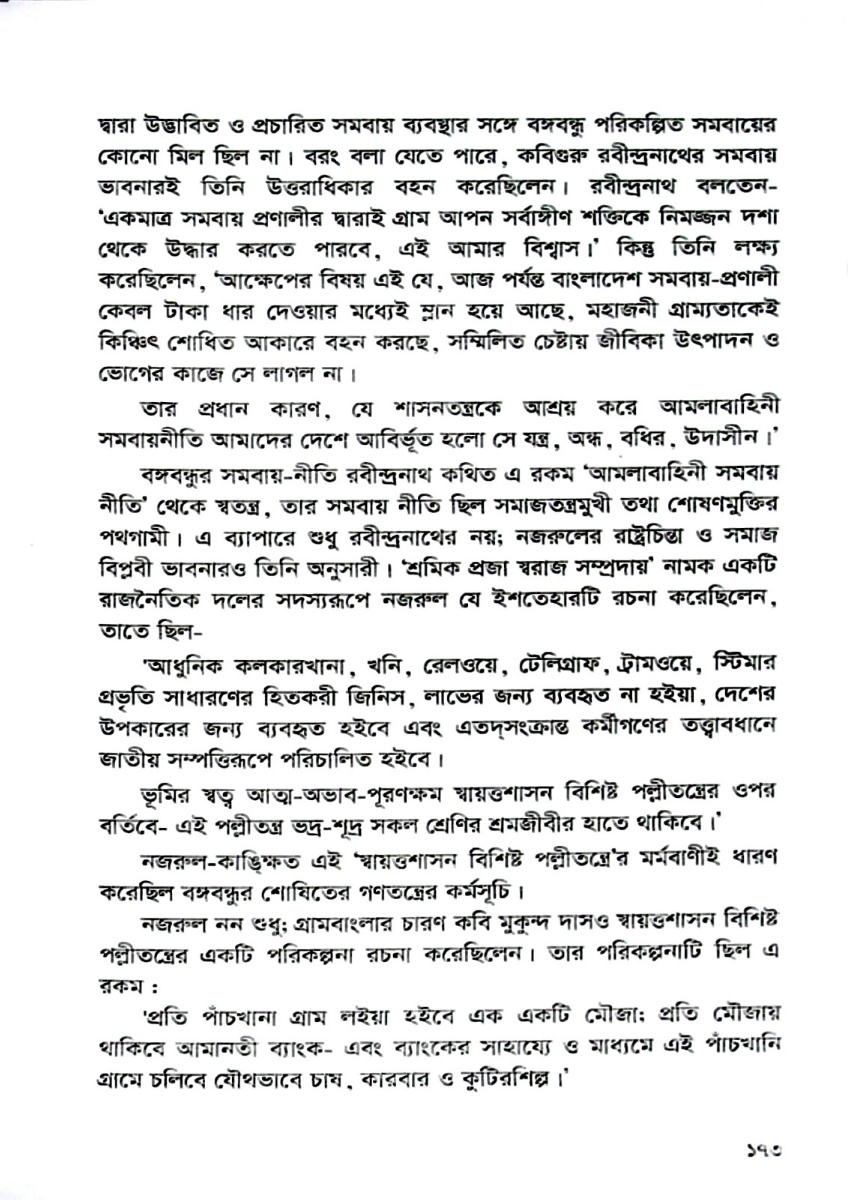 দ্বারা উদ্ভাবিত ও প্রচারিত সমবায় ব্যবস্থার সঙ্গে বঙ্গবন্ধু পরিকল্পিত সমবায়ের
কোনো মিল ছিল না। বরং বলা যেতে পারে, কবিগুরু রবীন্দ্রনাথের সমবায়
ভাবনারই তিনি উত্তরাধিকার বহন করেছিলেন। রবীন্দ্রনাথ বলতেন-
‘একমাত্র সমবায় প্রণালীর দ্বারাই গ্রাম আপন সর্বাঙ্গীণ শক্তিকে নিমজ্জন দশা
থেকে উদ্ধার করতে পারবে, এই আমার বিশ্বাস।’ কিন্তু তিনি লক্ষ্য
করেছিলেন, ‘আক্ষেপের বিষয় এই যে, আজ পর্যন্ত বাংলাদেশ সমবায়-প্রণালী
কেবল টাকা ধার দেওয়ার মধ্যেই ম্লান হয়ে আছে, মহাজনী গ্রাম্যতাকেই
কিঞ্চিৎ শোধিত আকারে বহন করছে, সম্মিলিত চেষ্টায় জীবিকা উৎপাদন ও
ভোগের কাজে সে লাগল না।
তার প্রধান কারণ, যে শাসনতন্ত্রকে আশ্রয় করে আমলাবাহিনী
সমবায়নীতি আমাদের দেশে আবির্ভূত হলো সে যন্ত্র, অন্ধ, বধির, উদাসীন।’
বঙ্গবন্ধুর সমবায়-নীতি রবীন্দ্রনাথ কথিত এ রকম ‘আমলাবাহিনী সমবায়
নীতি’ থেকে স্বতন্ত্র, তার সমবায় নীতি ছিল সমাজতন্ত্রমুখী তথা শোষণমুক্তির
পথগামী। এ ব্যাপারে শুধু রবীন্দ্রনাথের নয়; নজরুলের রাষ্ট্রচিন্তা ও সমাজ
বিপ্লবী ভাবনারও তিনি অনুসারী। ‘শ্রমিক প্রজা স্বরাজ সম্প্রদায়’ নামক একটি
রাজনৈতিক দলের সদস্যরূপে নজরুল যে ইশতেহারটি রচনা করেছিলেন,
তাতে ছিল-
‘আধুনিক কলকারখানা, খনি, রেলওয়ে, টেলিগ্রাফ, ট্রামওয়ে, স্টিমার
প্রভৃতি সাধারণের হিতকরী জিনিস, লাভের জন্য ব্যবহৃত না হইয়া, দেশের
উপকারের জন্য ব্যবহৃত হইবে এবং এতদ্‌সংক্রান্ত কর্মীগণের তত্ত্বাবধানে
জাতীয় সম্পত্তিরূপে পরিচালিত হইবে।
ভূমির স্বত্ব আত্ম-অভাব-পূরণক্ষম স্বায়ত্তশাসন বিশিষ্ট পল্লীতন্ত্রের ওপর
বর্তিবে- এই পল্লীতন্ত্র ভদ্র-শূদ্র সকল শ্রেণির শ্রমজীবীর হাতে থাকিবে।’
নজরুল-কাঙ্ক্ষিত এই ‘স্বায়ত্তশাসন বিশিষ্ট পল্লীতন্ত্রে’র মর্মবাণীই ধারণ
করেছিল বঙ্গবন্ধুর শোষিতের গণতন্ত্রের কর্মসূচি।
নজরুল নন শুধু; গ্রামবাংলার চারণ কবি মুকুন্দ দাসও স্বায়ত্তশাসন বিশিষ্ট
পল্লীতন্ত্রের একটি পরিকল্পনা রচনা করেছিলেন। তার পরিকল্পনাটি ছিল এ
রকম :
‘প্রতি পাঁচখানা গ্রাম লইয়া হইবে এক একটি মৌজা; প্রতি মৌজায়
থাকিবে আমানতী ব্যাংক- এবং ব্যাংকের সাহায্যে ও মাধ্যমে এই পাঁচখানি
গ্রামে চলিবে যৌথভাবে চাষ, কারবার ও কুটিরশিল্প।’
১৭৩